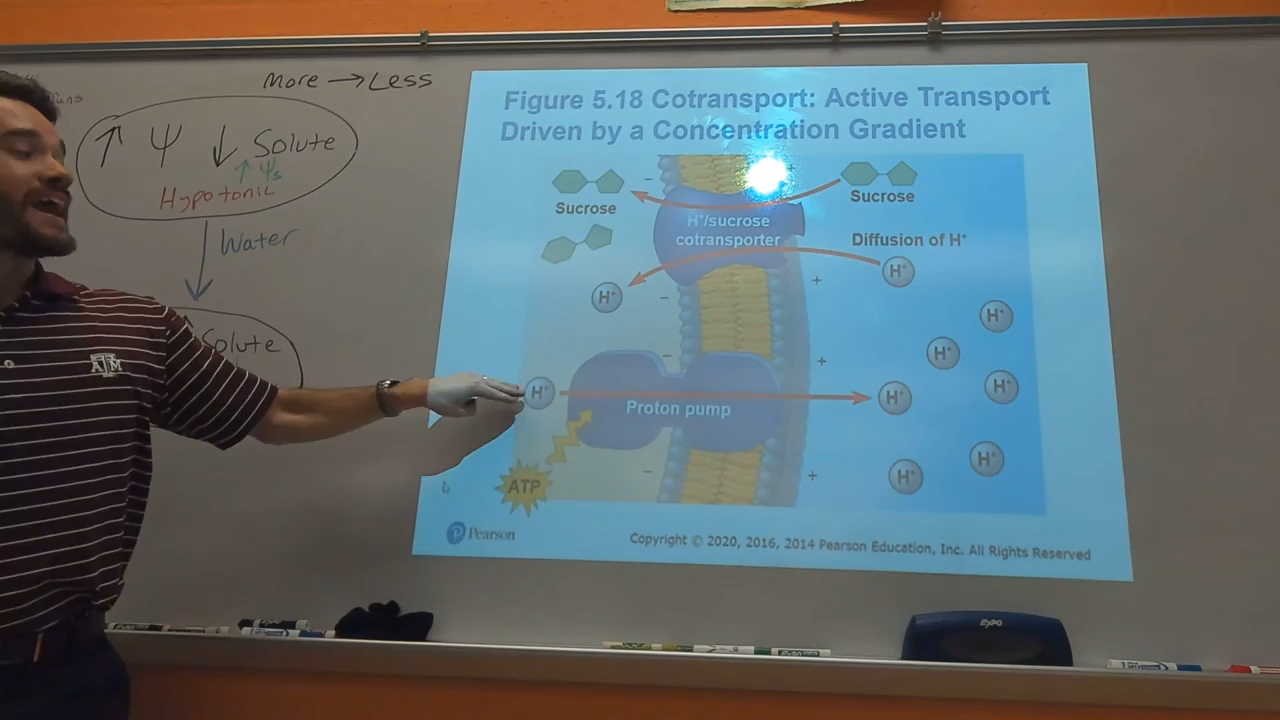 More → Less
↑ Ψ ↓ Solute
↑ Ψs
Hypotonic
Water
Solute
Figure 5.18 Cotransport: Active Transport
Driven by a Concentration Gradient
−
+
Sucrose
Sucrose
H⁺/sucrose
cotransporter
Diffusion of H⁺
H⁺
H⁺
+
−
H⁺
H⁺
−
+
H⁺
H⁺
H⁺
Proton pump
H⁺
H⁺
−
+
ATP
Pearson
Copyright © 2020, 2016, 2014 Pearson Education, Inc. All Rights Reserved
ATM
EXPO